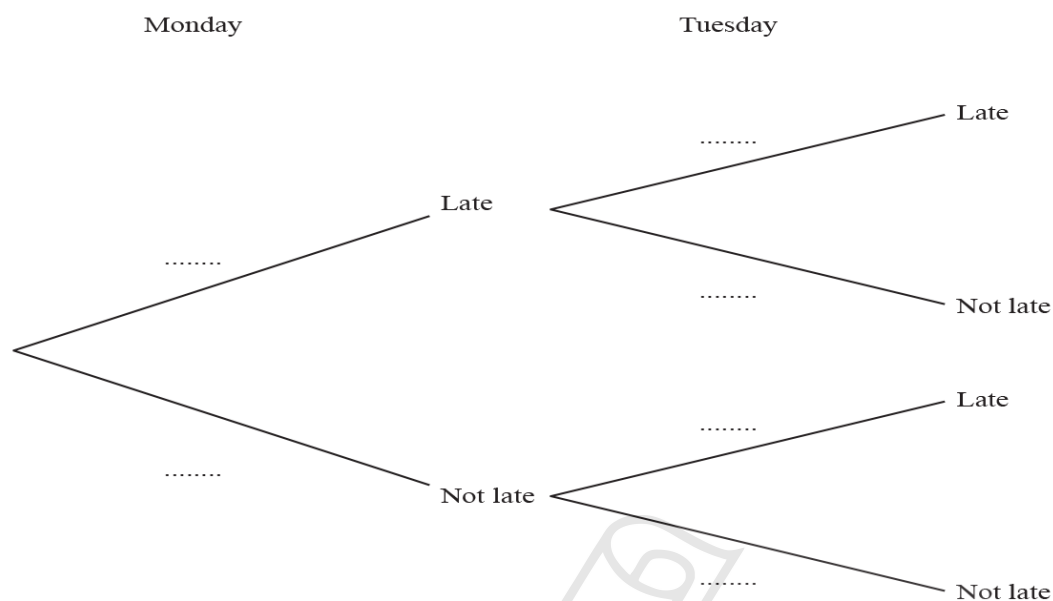 Monday Tuesday
Late
........
Late
........
........
Not late
Late
........
........
Not late
........
Not late